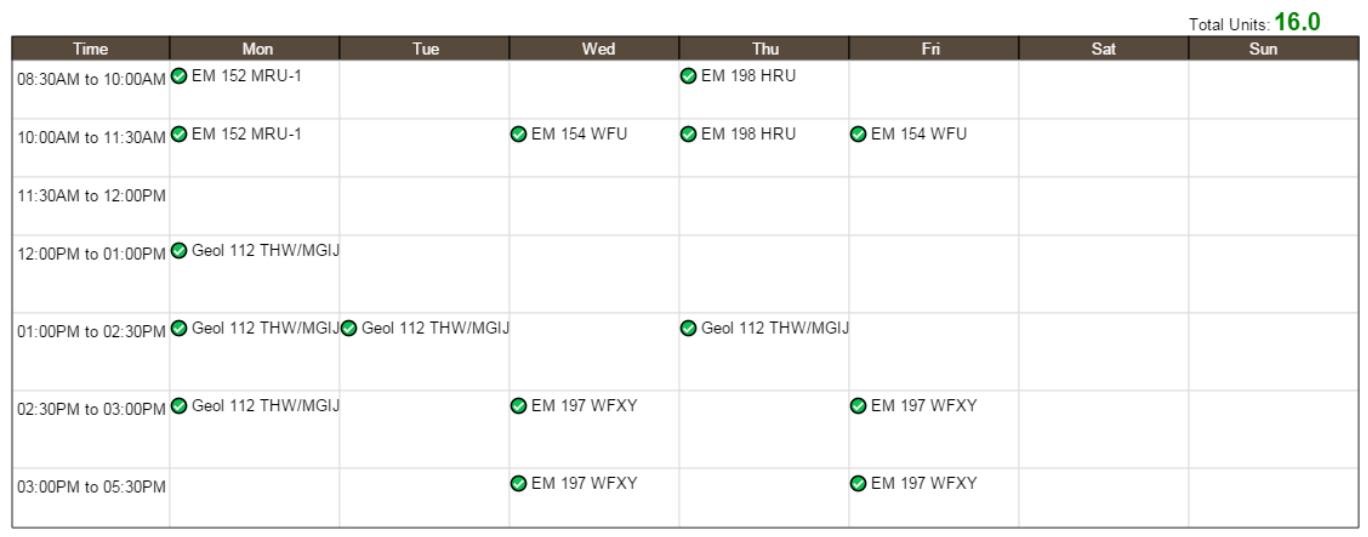 Total Units: 16.0
Time Mon Tue Wed Thu Fri Sat Sun
08:30AM to 10:00AM EM 152 MRU-1 EM 198 HRU
10:00AM to 11:30AM EM 152 MRU-1 EM 154 WFU EM 198 HRU EM 154 WFU
11:30AM to 12:00PM
12:00PM to 01:00PM Geol 112 THW/MGIJ
01:00PM to 02:30PM Geol 112 THW/MGIJ Geol 112 THW/MGIJ Geol 112 THW/MGIJ
02:30PM to 03:00PM Geol 112 THW/MGIJ EM 197 WFXY EM 197 WFXY
03:00PM to 05:30PM EM 197 WFXY EM 197 WFXY